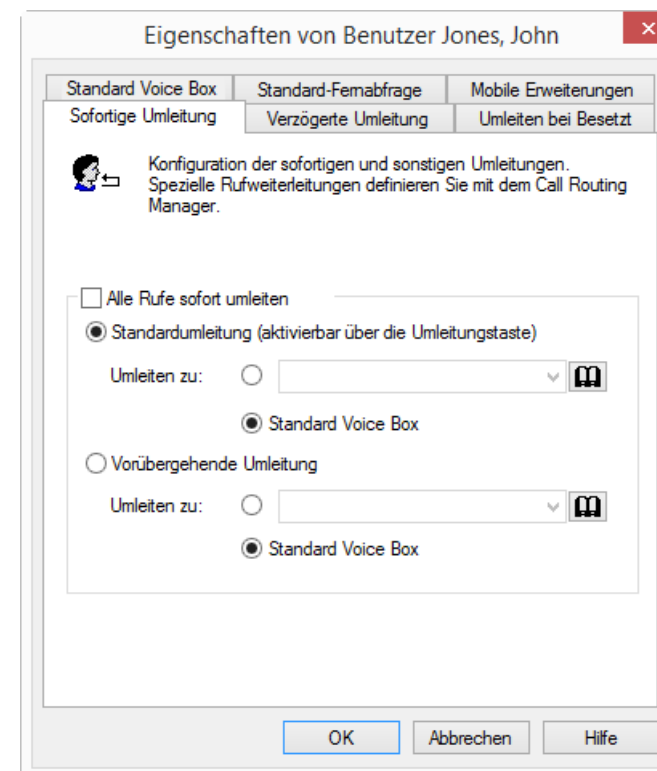 Eigenschaften von Benutzer Jones, John
Standard Voice Box
Standard-Fernabfrage
Mobile Erweiterungen
Sofortige Umleitung
Verzögerte Umleitung
Umleiten bei Besetzt
Konfiguration der sofortigen und sonstigen Umleitungen.
Spezielle Rufweiterleitungen definieren Sie mit dem Call Routing
Manager.
Alle Rufe sofort umleiten
Standardumleitung (aktivierbar über die Umleitungstaste)
Umleiten zu:
Standard Voice Box
Vorübergehende Umleitung
Umleiten zu:
Standard Voice Box
OK
Abbrechen
Hilfe